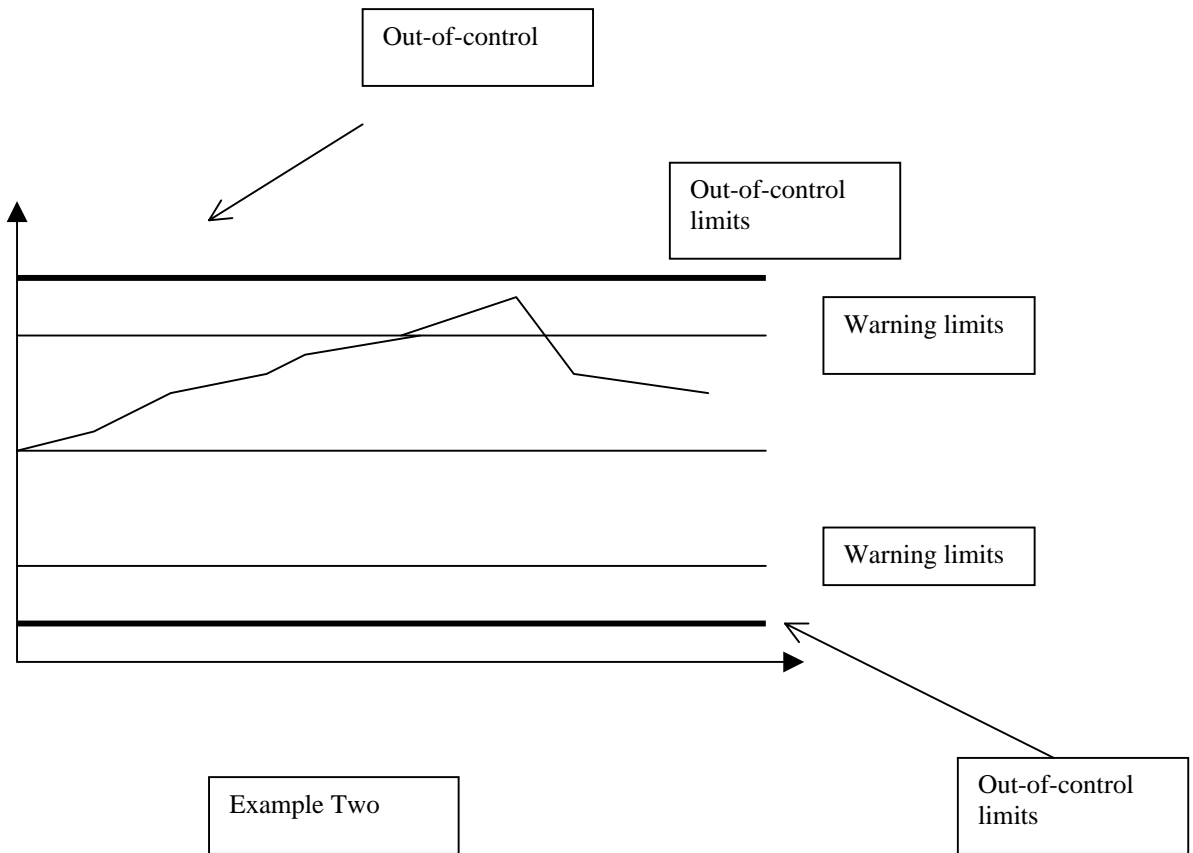 Out-of-control
Out-of-control
limits
Warning limits
Warning limits
Out-of-control
limits
Example Two